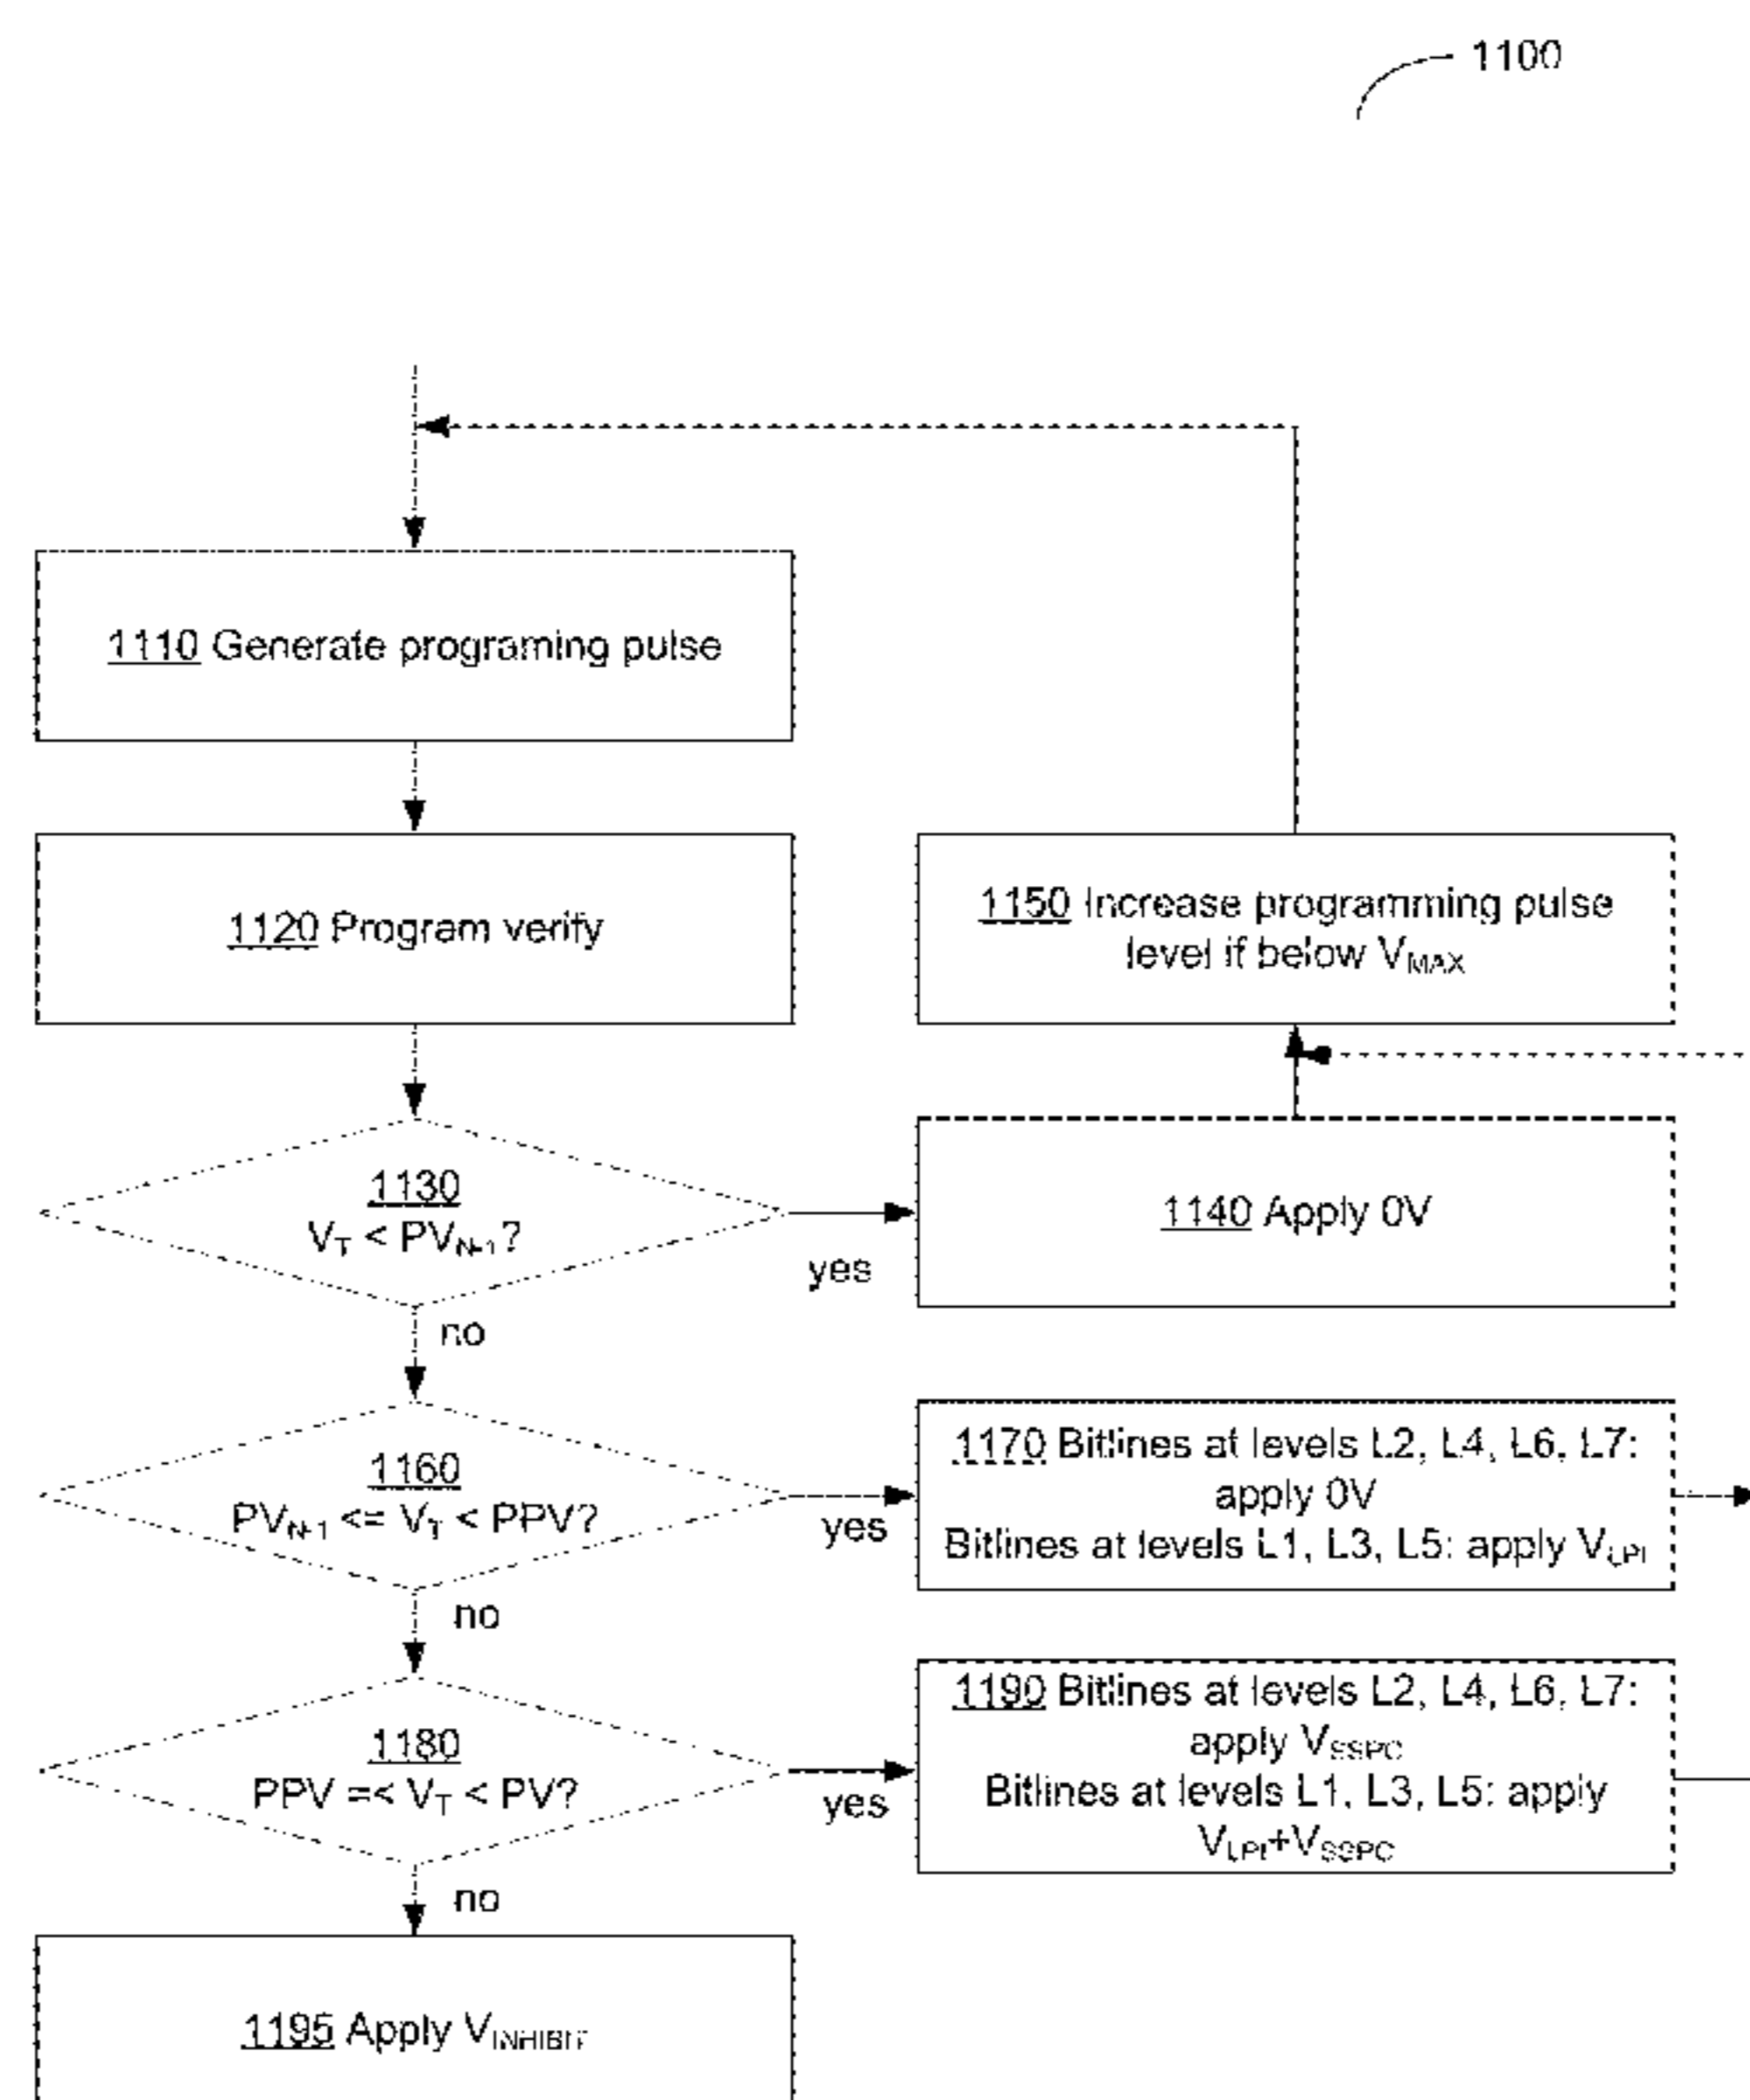 1100
1110 Generate programing pulse
1120 Program verify
1150 Increase programming pulse
level if below VMAX
1130
VT < PVN-1?
yes
1140 Apply 0V
no
1160
PVN-1 <= VT < PPV?
yes
1170 Bitlines at levels L2, L4, L6, L7:
apply 0V
Bitlines at levels L1, L3, L5: apply VLPI
no
1180
PPV =< VT < PV?
yes
1190 Bitlines at levels L2, L4, L6, L7:
apply VSSPC
Bitlines at levels L1, L3, L5: apply
VLPI+VSSPC
no
1195 Apply VINHIBIT